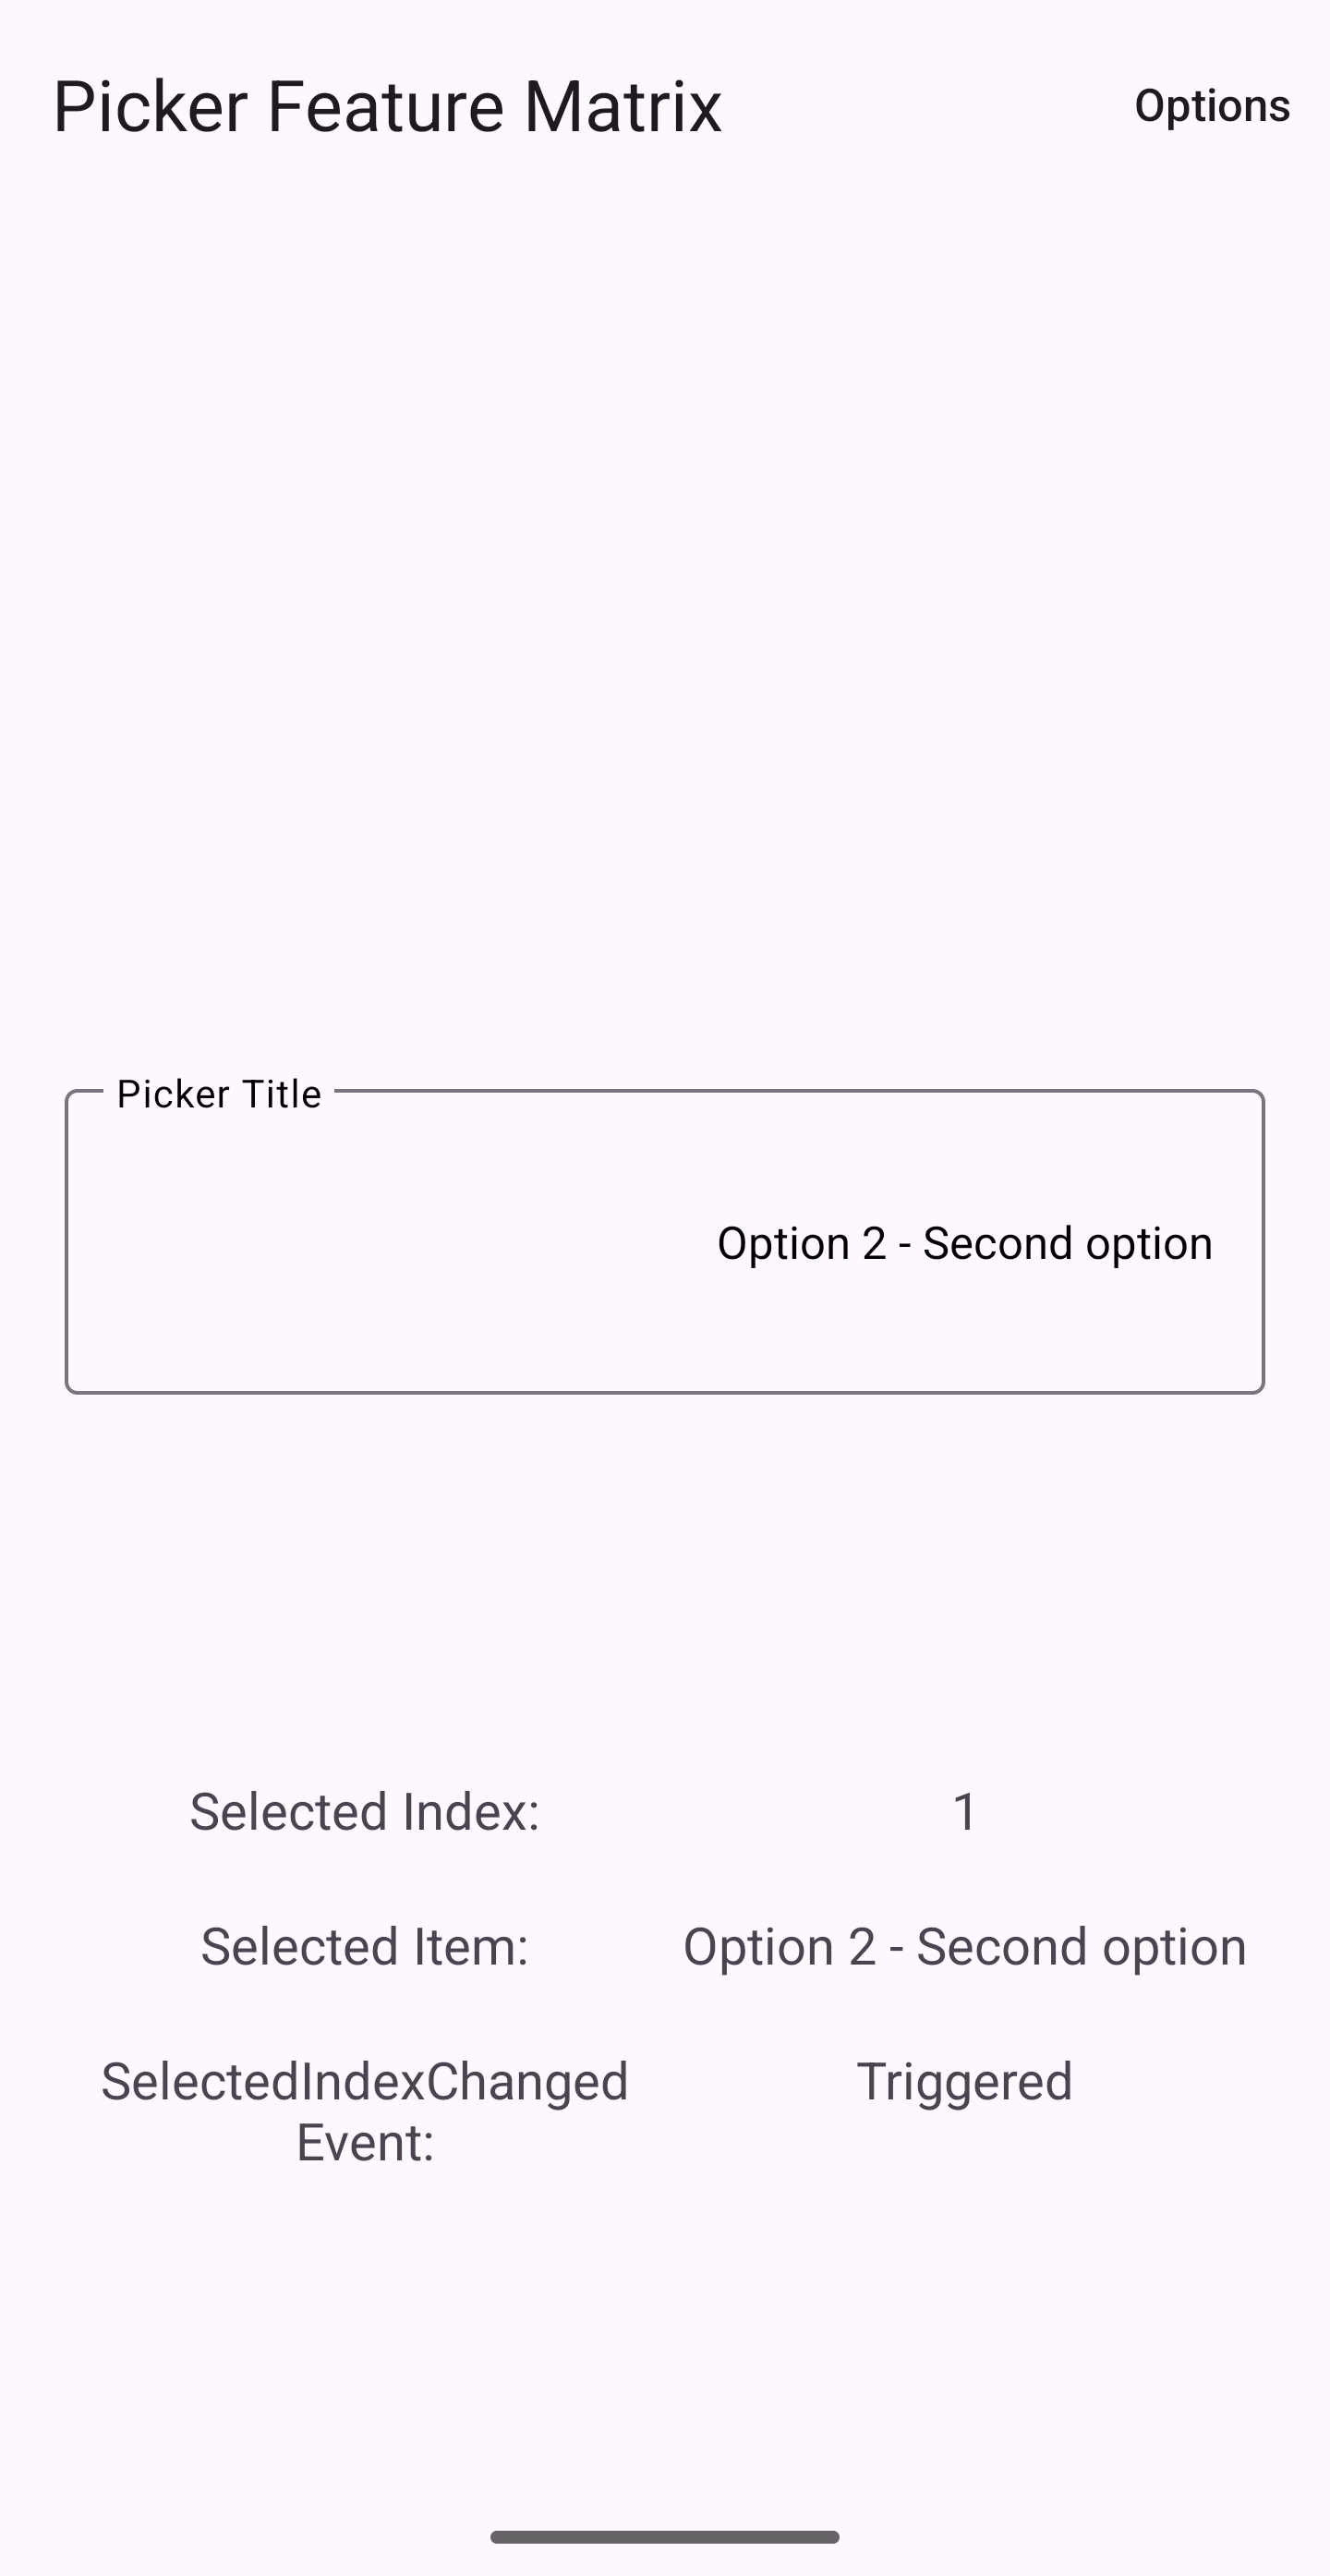 Picker Feature Matrix
Options
Picker Title
Option 2 - Second option
Selected Index:
1
Selected Item:
Option 2 - Second option
SelectedIndexChanged
Event:
Triggered